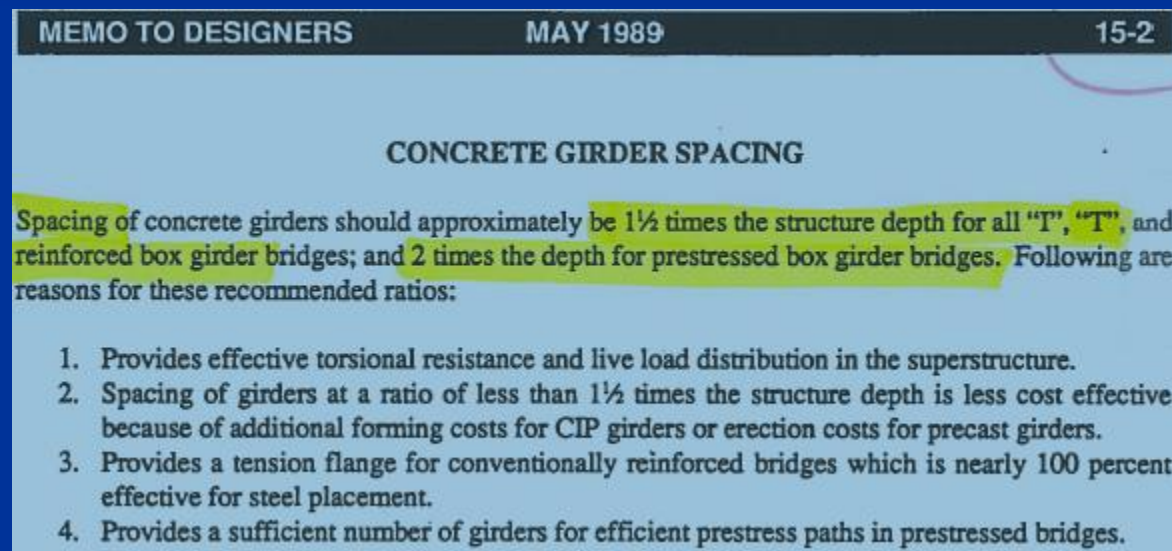 MEMO TO DESIGNERS MAY 1989 15-2
CONCRETE GIRDER SPACING
Spacing of concrete girders should approximately be 1½ times the structure depth for all “I”, “T”, and
reinforced box girder bridges; and 2 times the depth for prestressed box girder bridges. Following are
reasons for these recommended ratios:
1. Provides effective torsional resistance and live load distribution in the superstructure.
2. Spacing of girders at a ratio of less than 1½ times the structure depth is less cost effective
because of additional forming costs for CIP girders or erection costs for precast girders.
3. Provides a tension flange for conventionally reinforced bridges which is nearly 100 percent
effective for steel placement.
4. Provides a sufficient number of girders for efficient prestress paths in prestressed bridges.